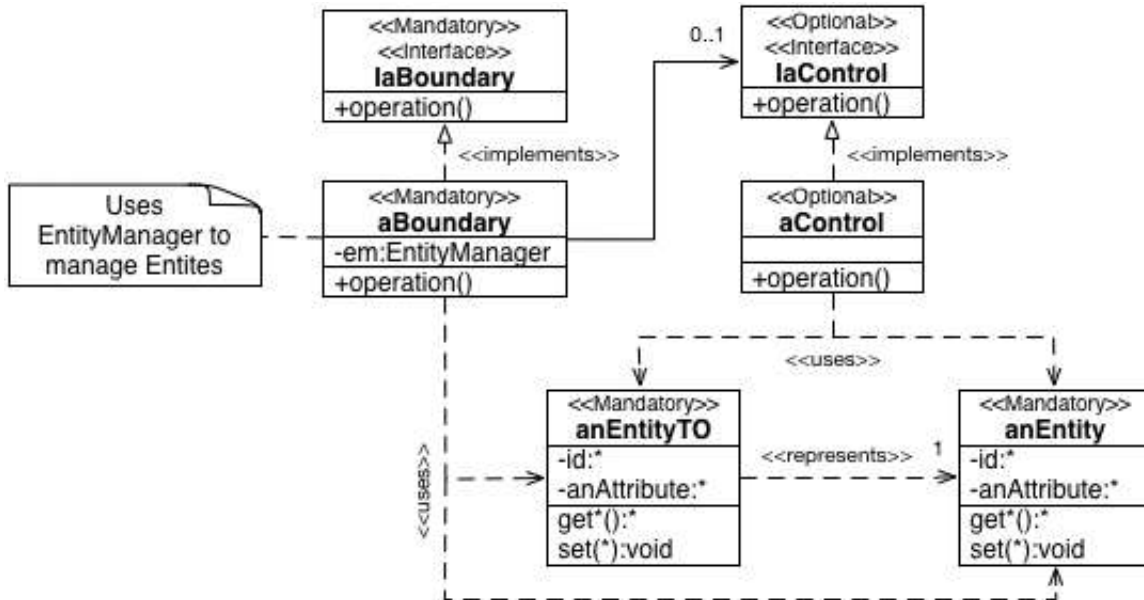 <<Mandatory>>
<<Interface>>
IaBoundary
+operation()
0..1
<<Optional>>
<<Interface>>
IaControl
+operation()
<<implements>>
<<implements>>
Uses
EntityManager to
manage Entites
<<Mandatory>>
aBoundary
-em:EntityManager
+operation()
<<Optional>>
aControl
+operation()
<<uses>>
<<uses>>
<<Mandatory>>
anEntityTO
-id:*
-anAttribute:*
get*():*
set(*):void
<<represents>>
1
<<Mandatory>>
anEntity
-id:*
-anAttribute:*
get*():*
set(*):void